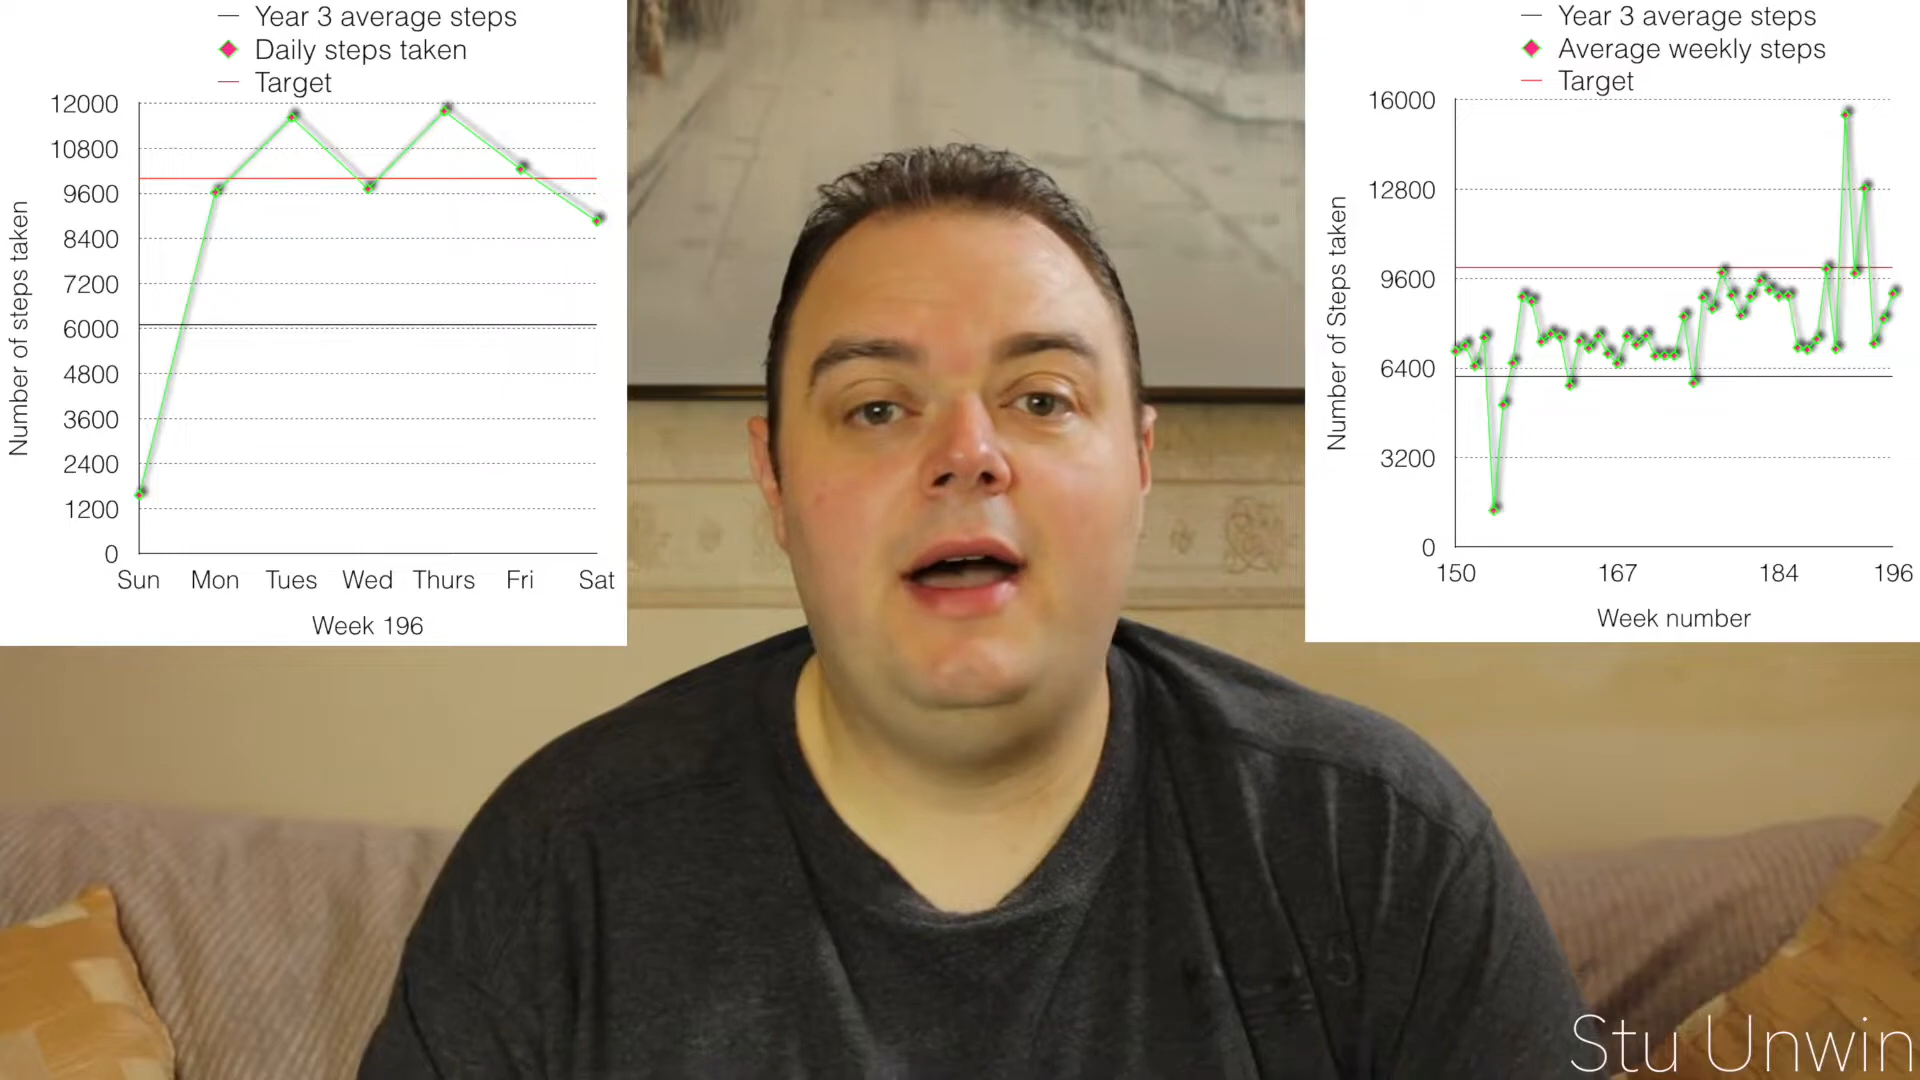 Year 3 average steps
Daily steps taken
Target
12000
10800
9600
8400
7200
6000
4800
3600
2400
1200
0
Number of steps taken
Sun Mon Tues Wed Thurs Fri Sat
Week 196
Year 3 average steps
Average weekly steps
Target
16000
12800
9600
6400
3200
0
Number of Steps taken
150 167 184 196
Week number
Stu Unwin